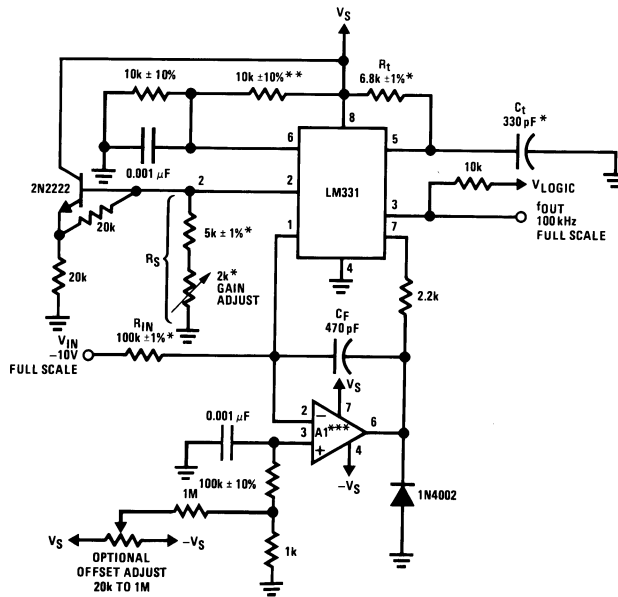 VS
10k ± 10%
10k ±10%**
Rt
6.8k ±1%*
Ct
330 pF*
8
6
5
0.001 µF
LM331
10k
VLOGIC
2N2222
2
2
3
fOUT
100 kHz
FULL SCALE
20k
5k ± 1%*
1
7
RS
4
2k*
GAIN
ADJUST
20k
2.2k
VIN
−10V
FULL SCALE
RIN
100k ±1%*
CF
470 pF
VS
0.001 µF
2
−
7
6
3
A1***
+
4
100k ± 10%
−VS
1N4002
1M
VS
−VS
1k
OPTIONAL
OFFSET ADJUST
20k TO 1M